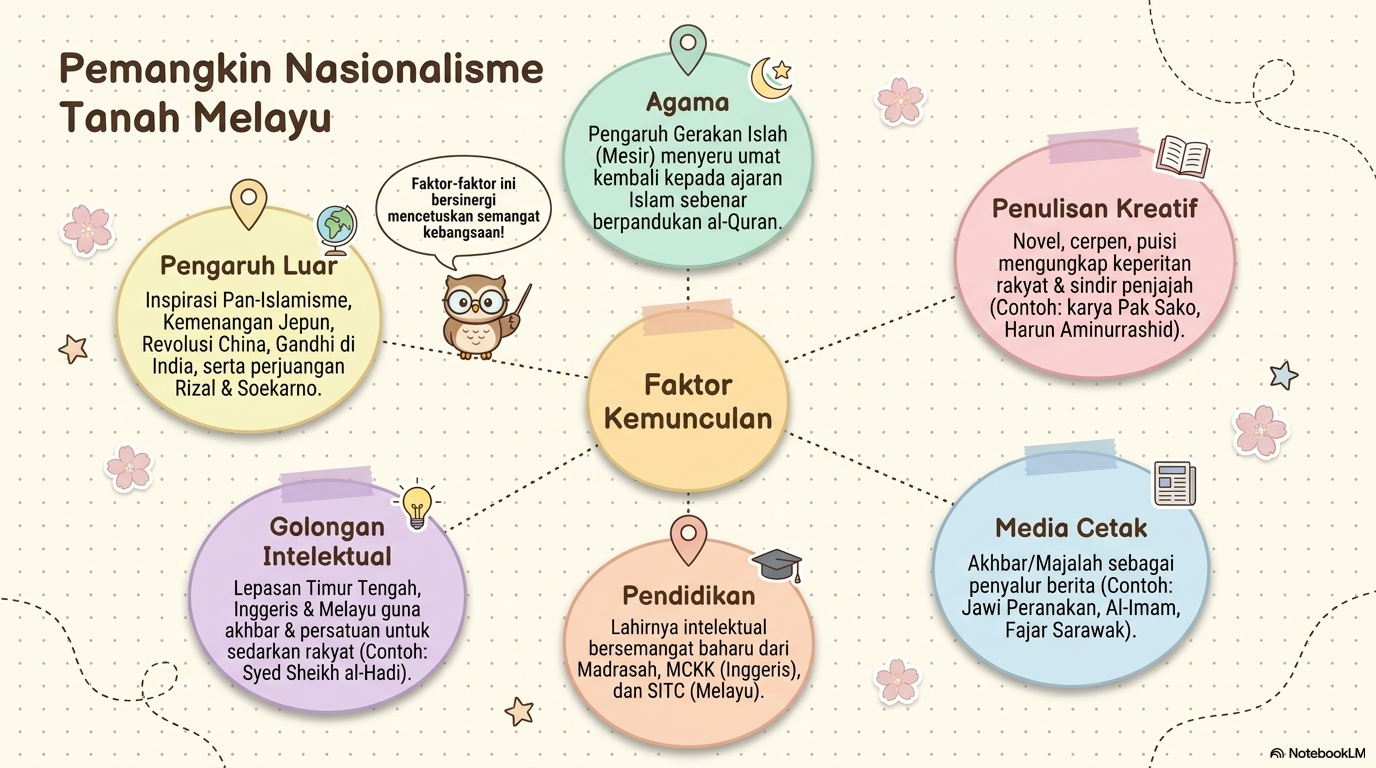 Pemangkin Nasionalisme
Tanah Melayu
Faktor-faktor ini
bersinergi
mencetuskan semangat
kebangsaan!
Faktor
Kemunculan
Agama
Pengaruh Gerakan Islah
(Mesir) menyeru umat
kembali kepada ajaran
Islam sebenar
berpandukan al-Quran.
Penulisan Kreatif
Novel, cerpen, puisi
mengungkap keperitan
rakyat & sindir penjajah
(Contoh: karya Pak Sako,
Harun Aminurrashid).
Pengaruh Luar
Inspirasi Pan-Islamisme,
Kemenangan Jepun,
Revolusi China, Gandhi di
India, serta perjuangan
Rizal & Soekarno.
Golongan
Intelektual
Lepasan Timur Tengah,
Inggeris & Melayu guna
akhbar & persatuan untuk
sedarkan rakyat (Contoh:
Syed Sheikh al-Hadi).
Pendidikan
Lahirnya intelektual
bersemangat baharu dari
Madrasah, MCKK (Inggeris),
dan SITC (Melayu).
Media Cetak
Akhbar/Majalah sebagai
penyalur berita (Contoh:
Jawi Peranakan, Al-Imam,
Fajar Sarawak).
NotebookLM